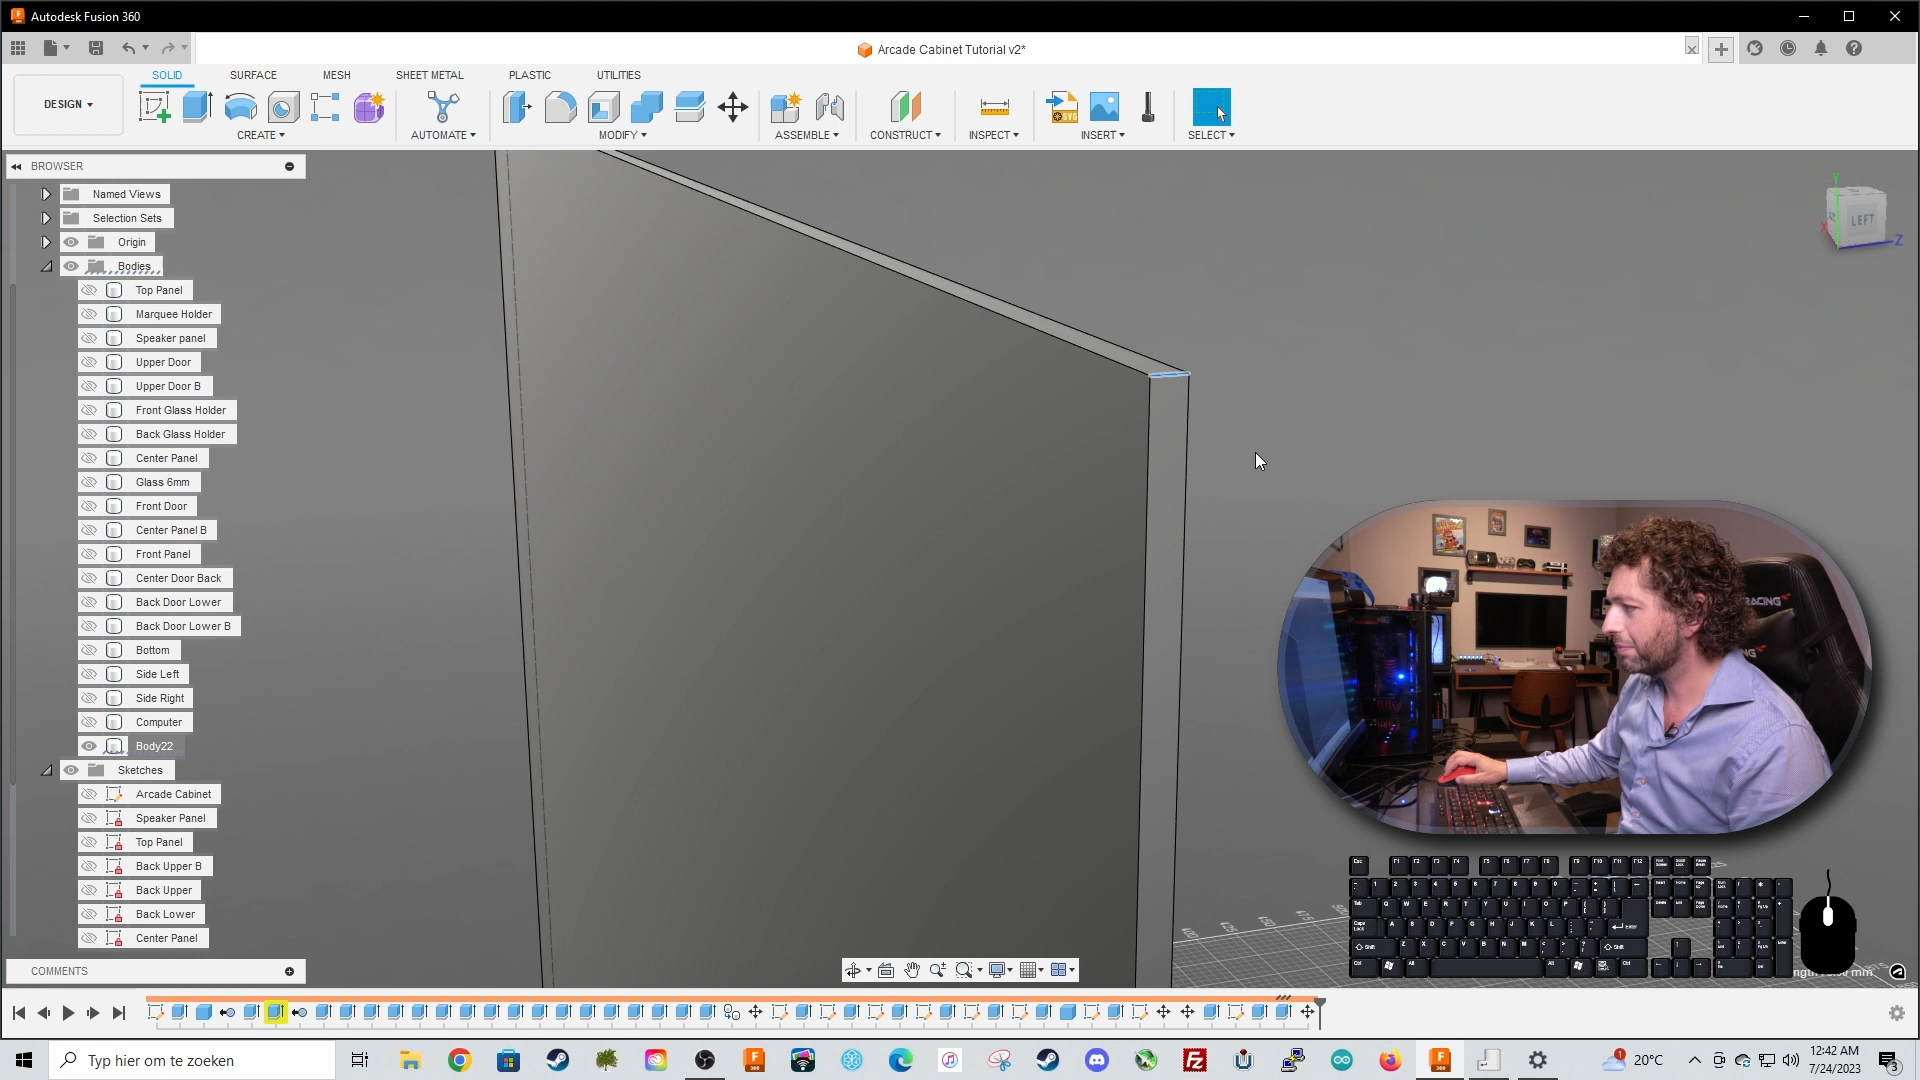 Autodesk Fusion 360
Arcade Cabinet Tutorial v2*
DESIGN
SOLID
SURFACE
MESH
SHEET METAL
PLASTIC
UTILITIES
CREATE
AUTOMATE
MODIFY
ASSEMBLE
CONSTRUCT
INSPECT
INSERT
SELECT
BROWSER
Named Views
Selection Sets
Origin
Bodies
Top Panel
Marquee Holder
Speaker panel
Upper Door
Upper Door B
Front Glass Holder
Back Glass Holder
Center Panel
Glass 6mm
Front Door
Center Panel B
Front Panel
Center Door Back
Back Door Lower
Back Door Lower B
Bottom
Side Left
Side Right
Computer
Body22
Sketches
Arcade Cabinet
Speaker Panel
Top Panel
Back Upper B
Back Upper
Back Lower
Center Panel
COMMENTS
LEFT
Y
X
Z
RACING
400
425
450
475
Typ hier om te zoeken
20°C
12:42 AM
7/24/2023